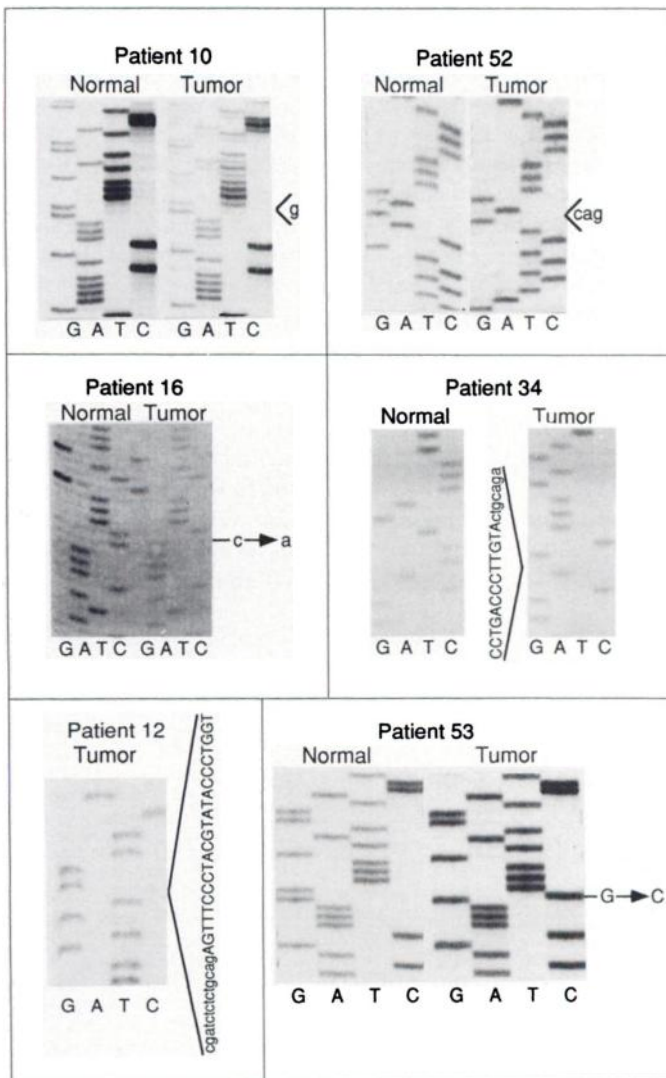 Patient 10
Normal Tumor
g
G A T C G A T C
Patient 52
Normal Tumor
cag
G A T C G A T C
Patient 16
Normal Tumor
c a
G A T C G A T C
Patient 34
Normal Tumor
CCTGACCCTTGTActgcaga
G A T C G A T C
Patient 12
Tumor
cgatctctctgcagAGTTTCCCTACGTATACCCTGGT
G A T C
Patient 53
Normal Tumor
G C
G A T C G A T C